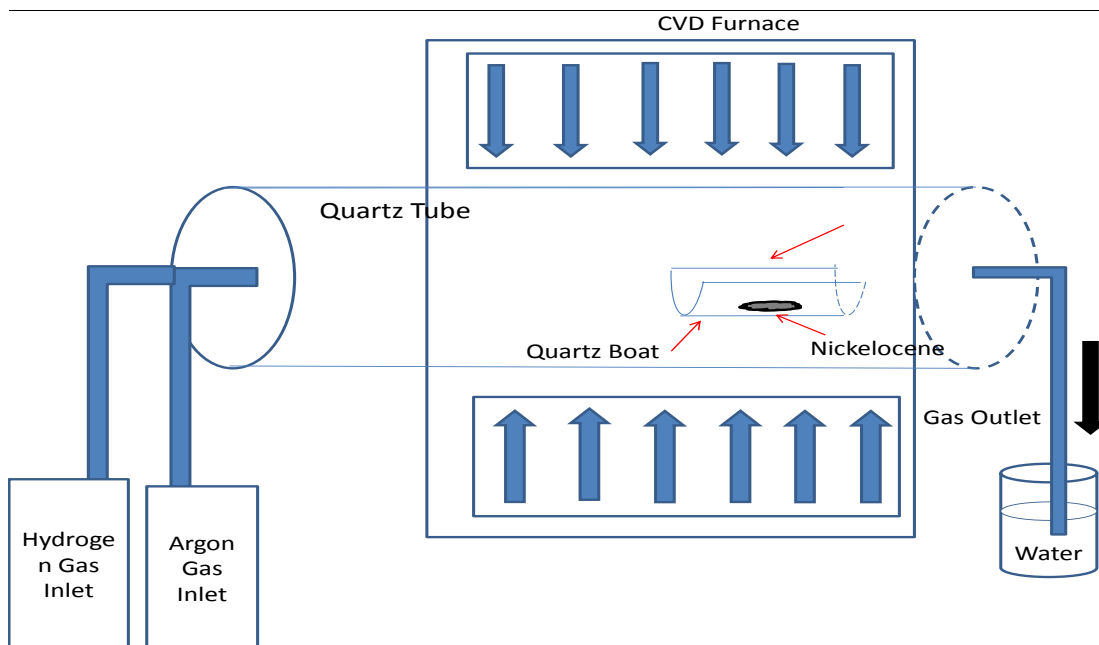 CVD Furnace
Quartz Tube
Quartz Boat
Nickelocene
Gas Outlet
Hydroge
n Gas
Inlet
Argon
Gas
Inlet
Water